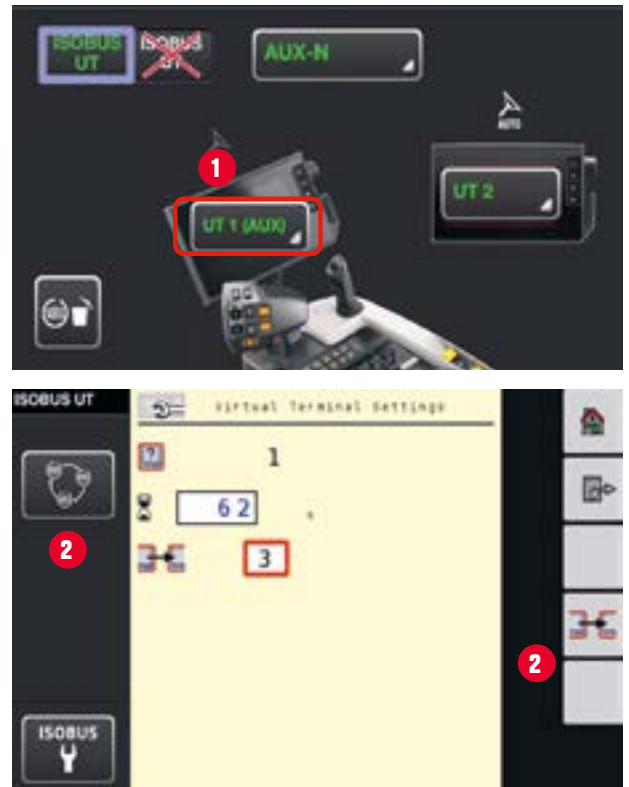 ISOBUS
UT
ISOBUS
UT
AUX-N
AUTO
1
UT 1 (AUX)
UT 2
ISOBUS UT
Virtual Terminal Settings
?
1
62
s
2
3
2
ISOBUS